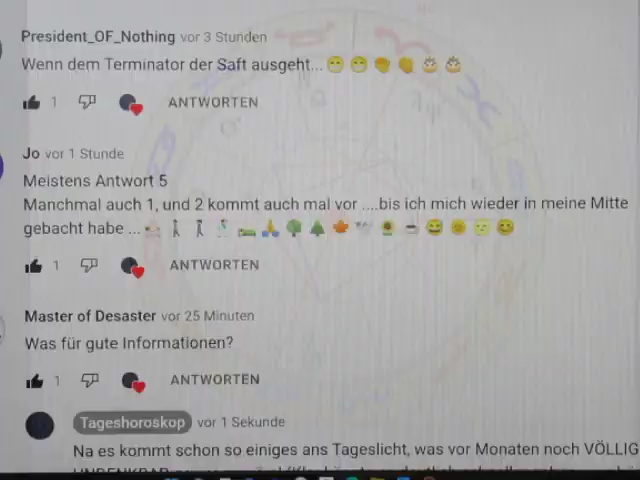 President_OF_Nothing vor 3 Stunden
Wenn dem Terminator der Saft ausgeht...😁😁👏👏🎂🎂
1 ANTWORTEN
Jo vor 1 Stunde
Meistens Antwort 5
Manchmal auch 1, und 2 kommt auch mal vor ....bis ich mich wieder in meine Mitte
gebacht habe ...
1 ANTWORTEN
Master of Desaster vor 25 Minuten
Was für gute Informationen?
1 ANTWORTEN
Tageshoroskop vor 1 Sekunde
Na es kommt schon so einiges ans Tageslicht, was vor Monaten noch VÖLLIG